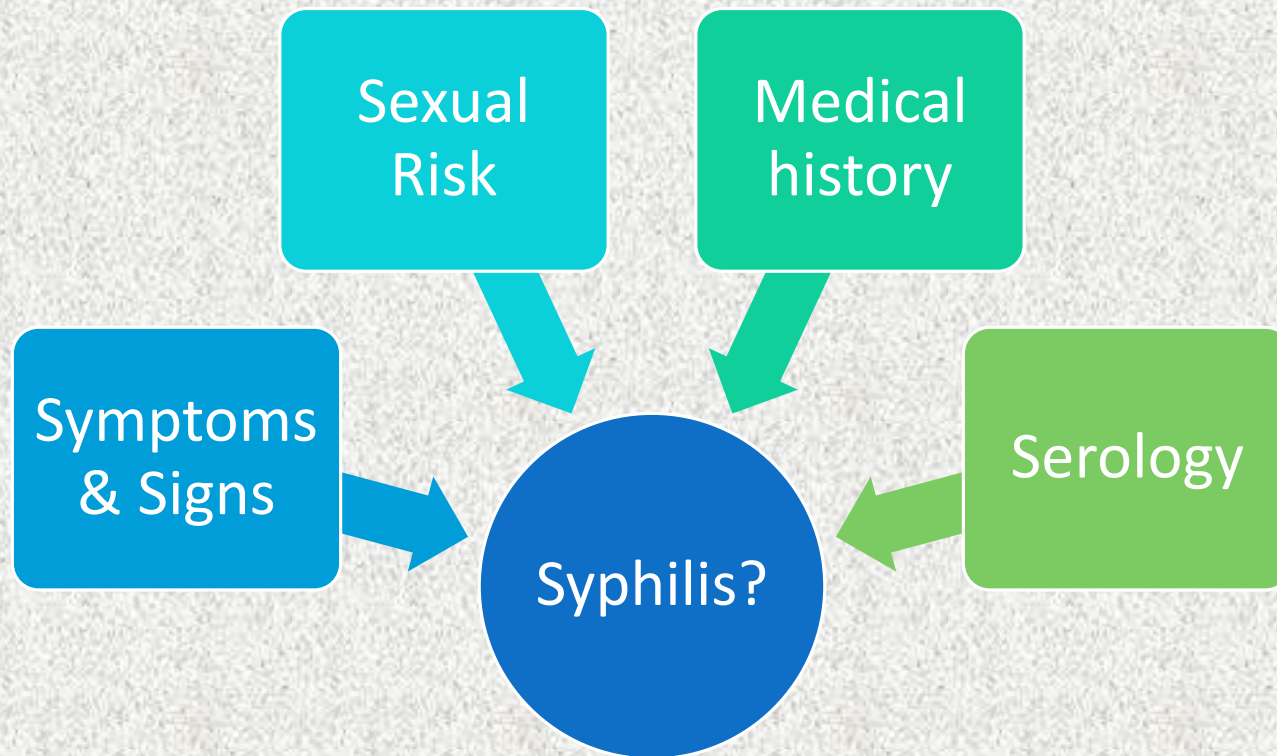 Sexual
Risk
Medical
history
Symptoms
& Signs
Serology
Syphilis?